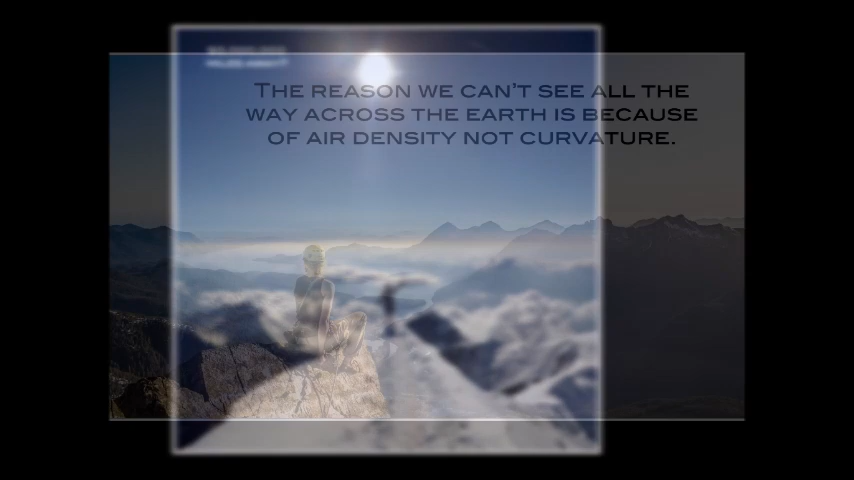 THE REASON WE CAN'T SEE ALL THE
WAY ACROSS THE EARTH IS BECAUSE
OF AIR DENSITY NOT CURVATURE.